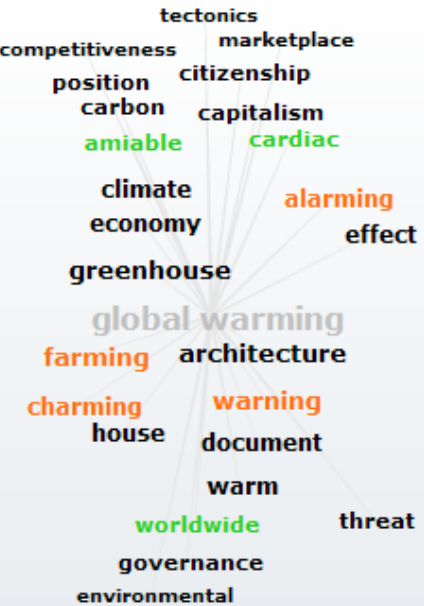 tectonics
marketplace
competitiveness
citizenship
position
carbon
capitalism
amiable
cardiac
climate
alarming
economy
effect
greenhouse
global warming
architecture
farming
charming
warning
house
document
warm
worldwide
threat
governance
environmental